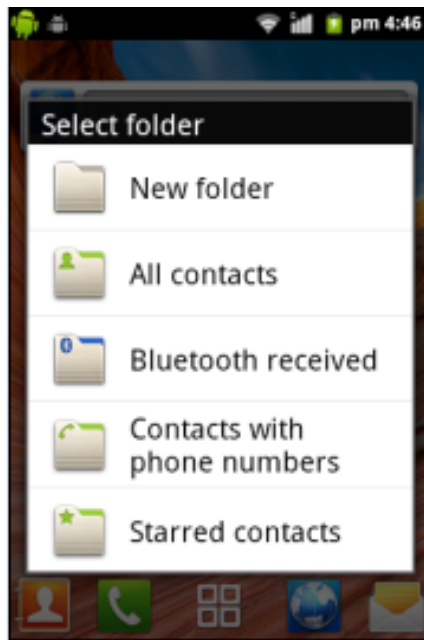 pm 4:46
Select folder
New folder
All contacts
Bluetooth received
Contacts with
phone numbers
Starred contacts